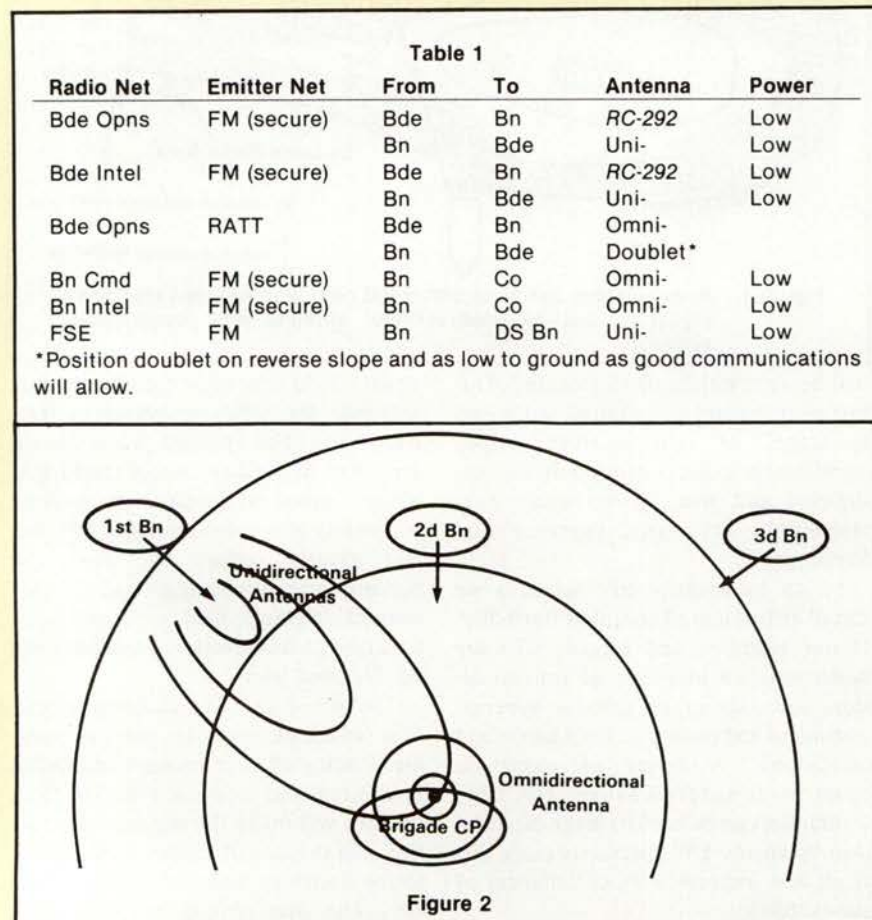 Table 1
Radio Net Emitter Net From To Antenna Power
Bde Opns FM (secure) Bde Bn RC-292 Low
Bn Bde Uni- Low
Bde Intel FM (secure) Bde Bn RC-292 Low
Bn Bde Uni- Low
Bde Opns RATT Bde Bn Omni-
Bn Bde Doublet*
Bn Cmd FM (secure) Bn Co Omni- Low
Bn Intel FM (secure) Bn Co Omni- Low
FSE FM Bn DS Bn Uni- Low
*Position doublet on reverse slope and as low to ground as good communications
will allow.
1st Bn
2d Bn
3d Bn
Unidirectional
Antennas
Omnidirectional
Antenna
Brigade CP
Figure 2